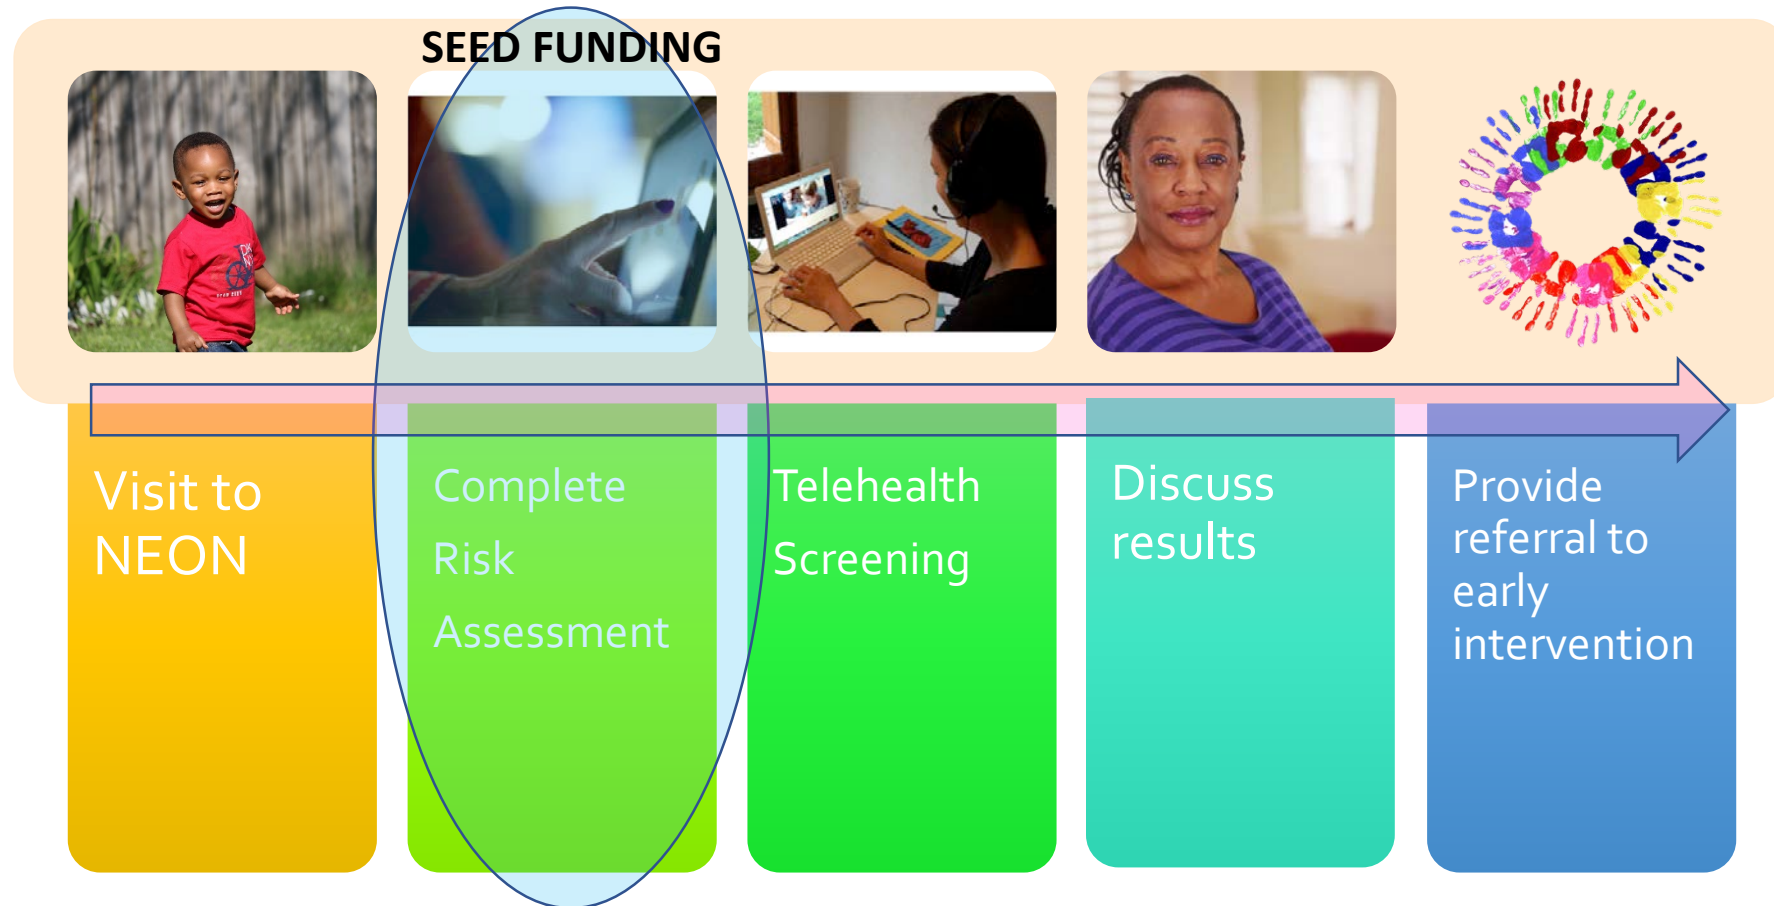 SEED FUNDING
Visit to
NEON
Complete
Risk
Assessment
Telehealth
Screening
Discuss
results
Provide
referral to
early
intervention